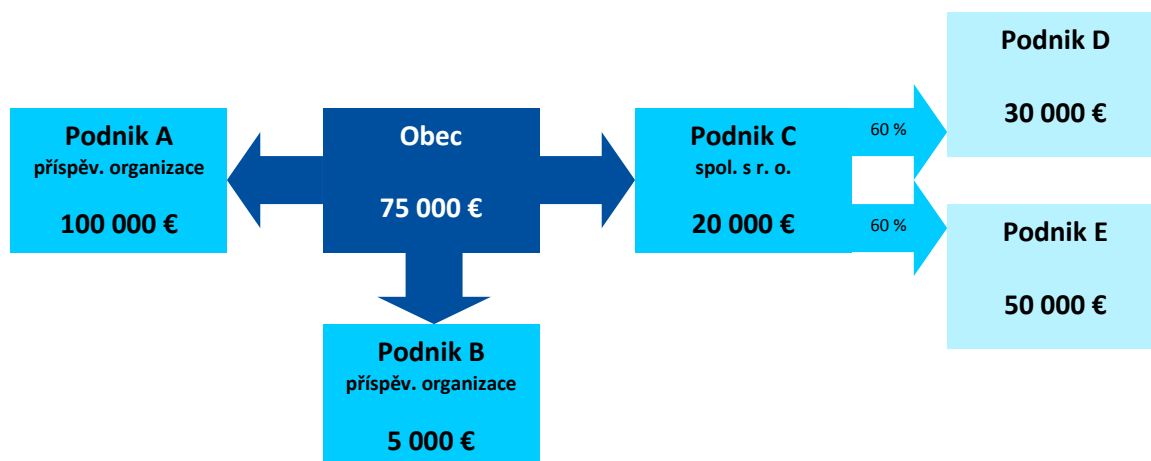 Podnik A
příspěv. organizace
100 000 €
Obec
75 000 €
Podnik B
příspěv. organizace
5 000 €
Podnik C
spol. s r. o.
20 000 €
60 %
60 %
Podnik D
30 000 €
Podnik E
50 000 €